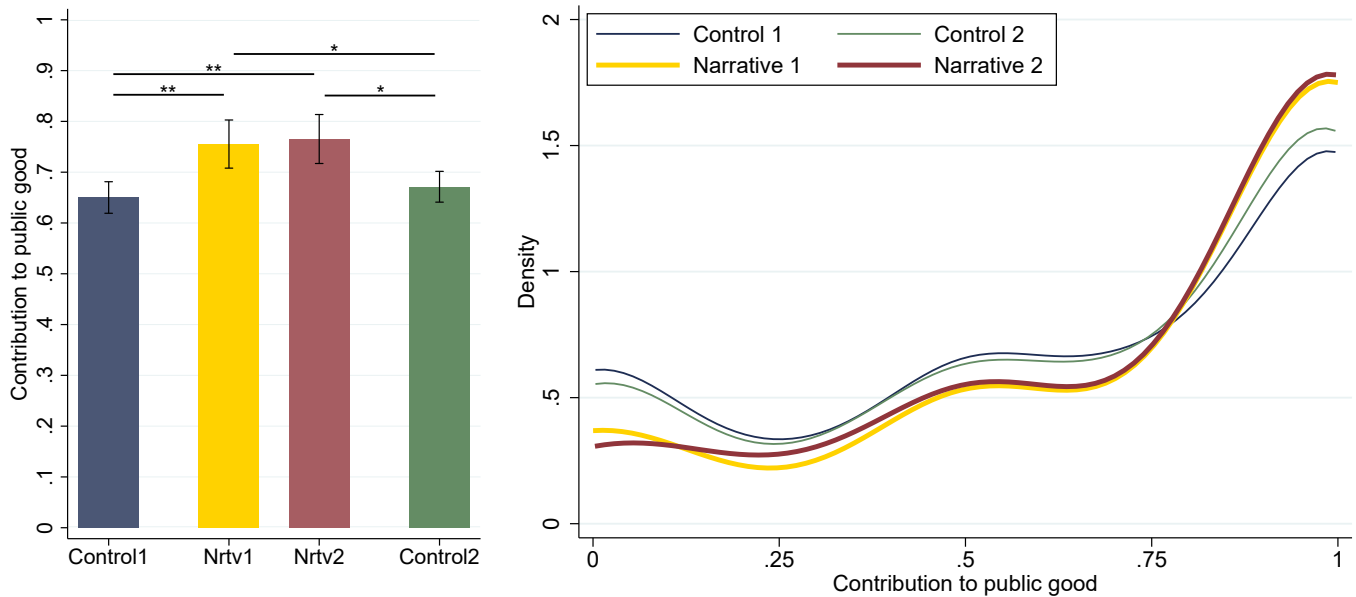 Contribution to public good
1
.9
.8
.7
.6
.5
.4
.3
.2
.1
0
*
**
**
*
Control1 Nrtv1 Nrtv2 Control2
Control 1 Control 2
Narrative 1 Narrative 2
Density
2
1.5
1
.5
0
0 .25 .5 .75 1
Contribution to public good